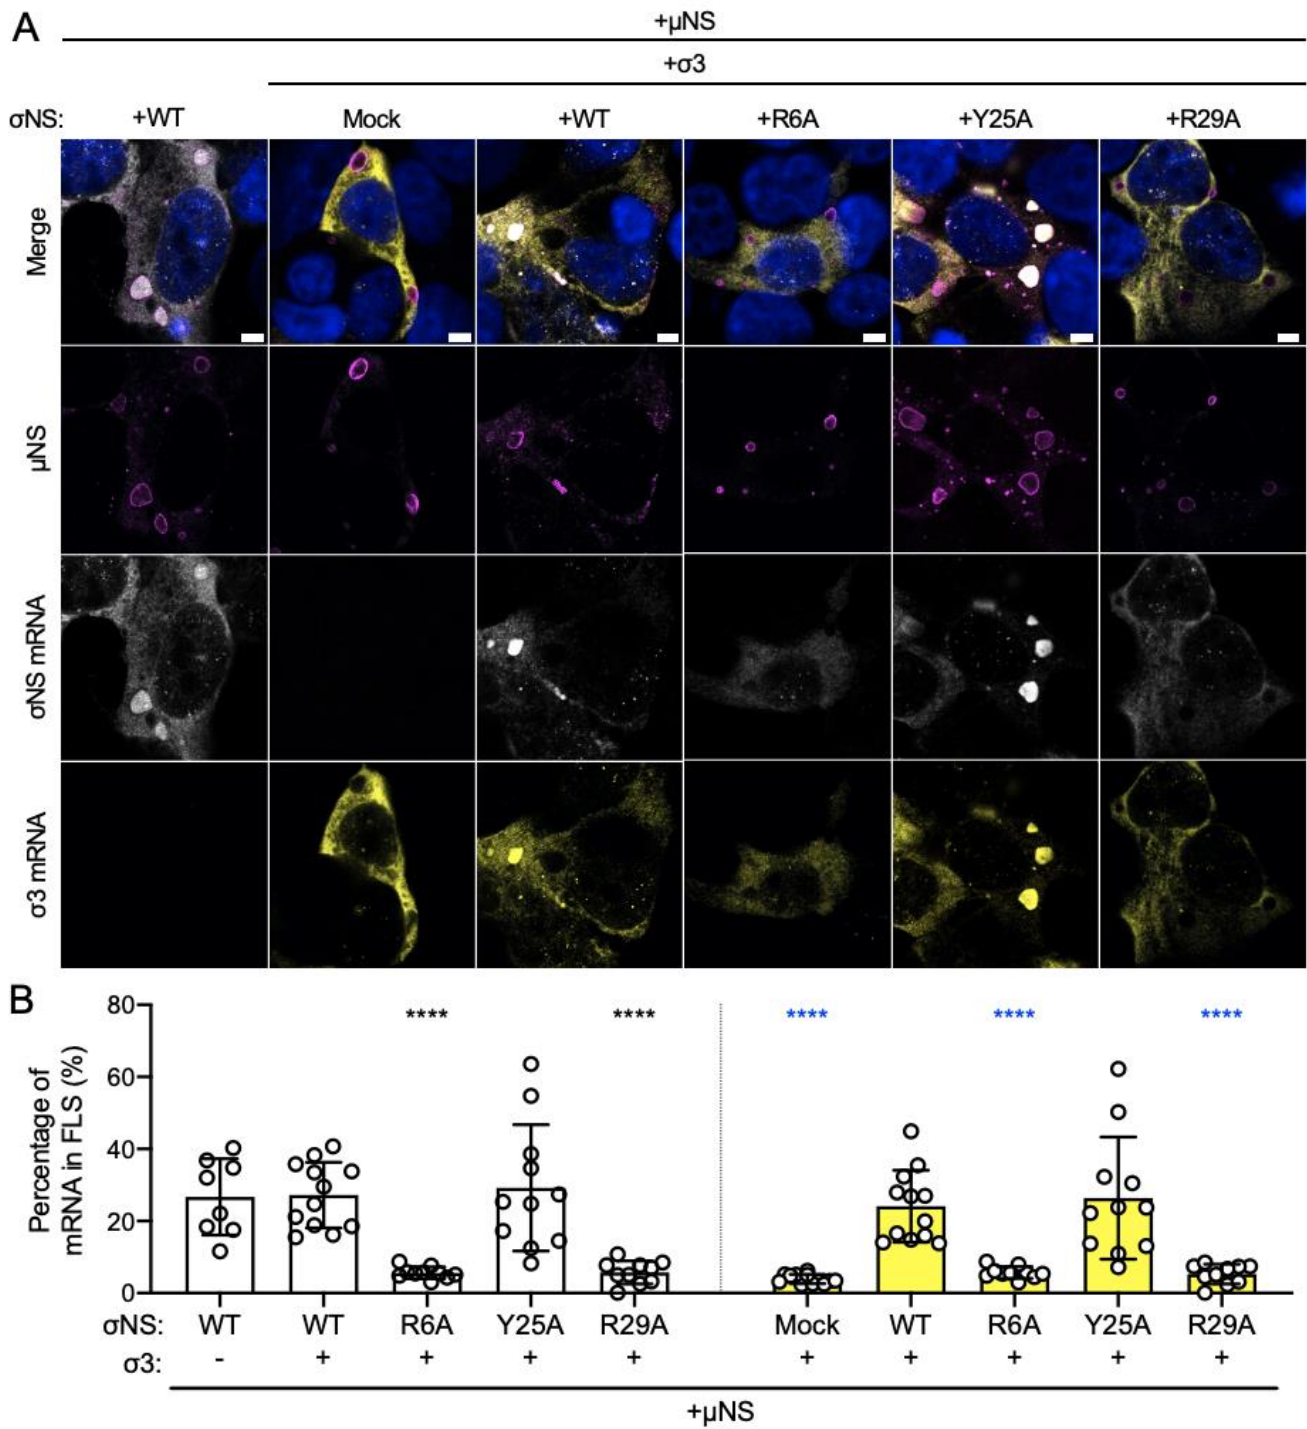 A
+μNS
+σ3
σNS: +WT Mock +WT +R6A +Y25A +R29A
Merge
μNS
σNS mRNA
σ3 mRNA
B
Percentage of
mRNA in FLS (%)
80
60
40
20
0
**** **** **** **** ****
σNS: WT WT R6A Y25A R29A Mock WT R6A Y25A R29A
σ3: - + + + + + + + + +
+μNS